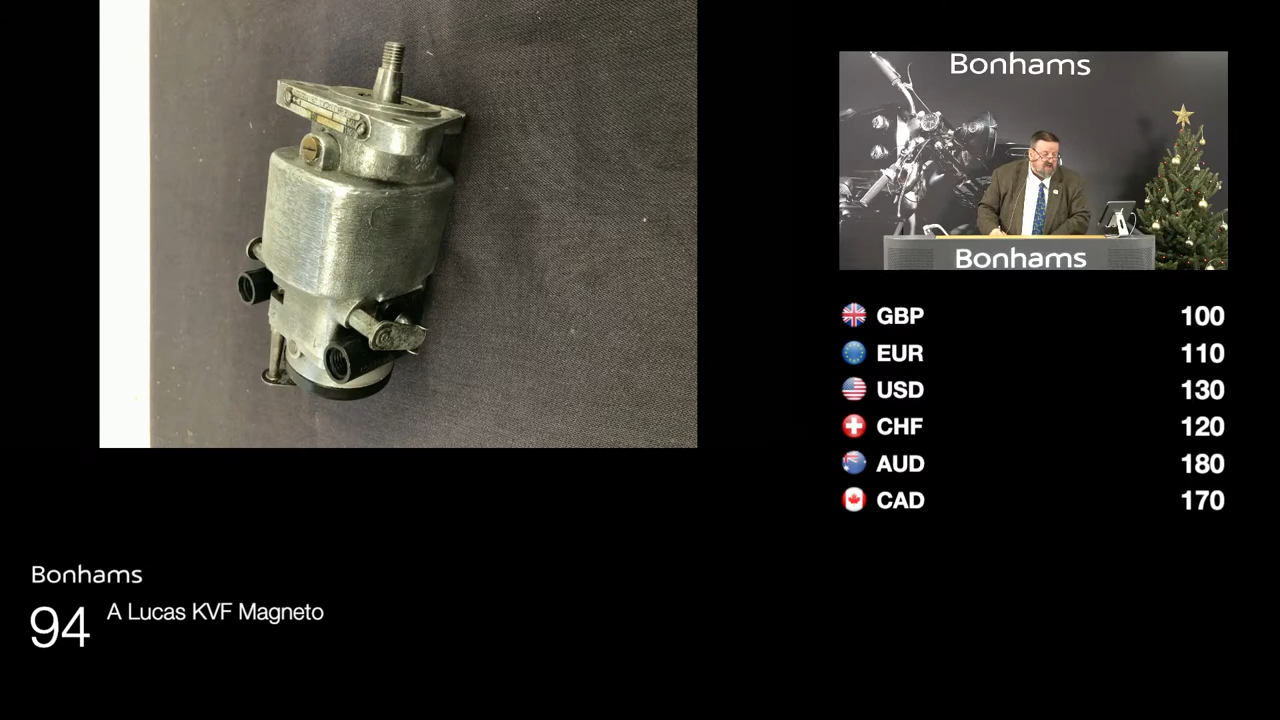 Bonhams
Bonhams
GBP 100
EUR 110
USD 130
CHF 120
AUD 180
CAD 170
Bonhams
94 A Lucas KVF Magneto